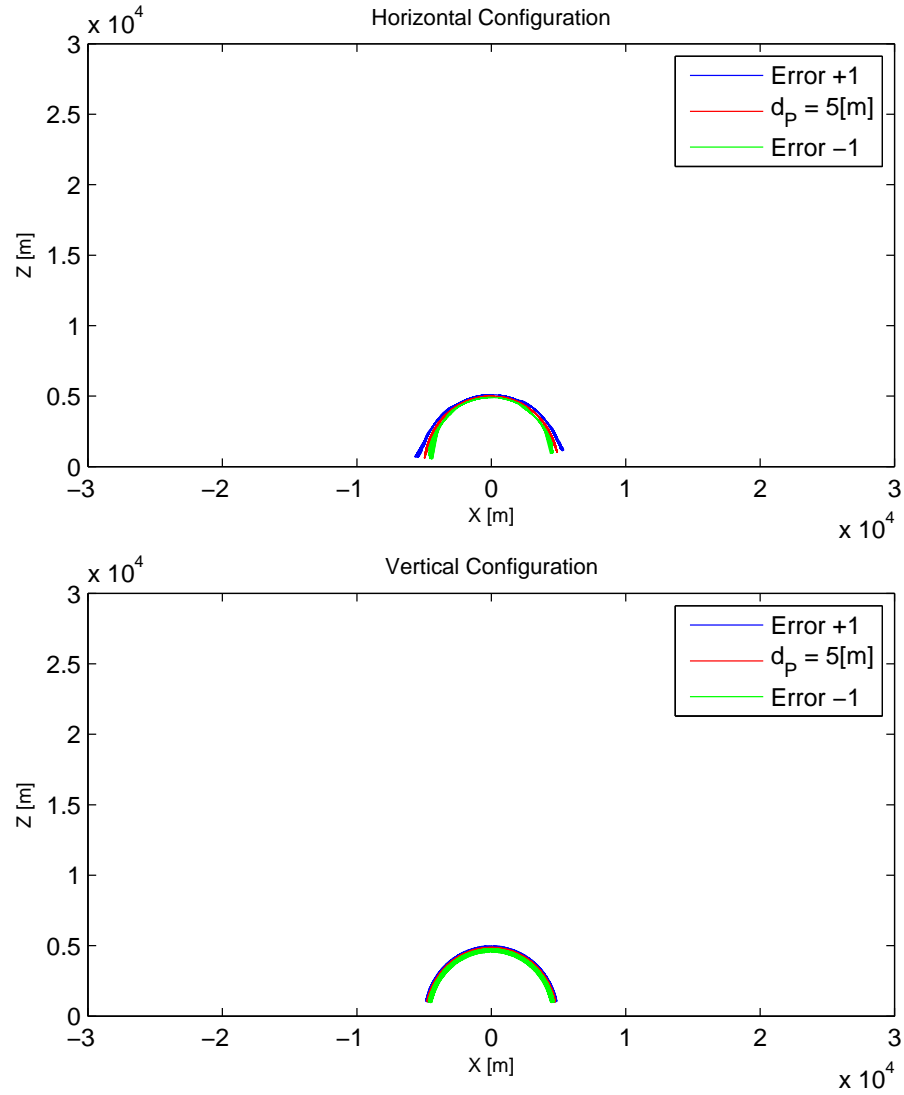 Horizontal Configuration
x 10^4
3
2.5
2
1.5
1
0.5
0
Z [m]
Error +1
d_P = 5[m]
Error −1
−3 −2 −1 0 1 2 3
X [m]
x 10^4
Vertical Configuration
x 10^4
3
2.5
2
1.5
1
0.5
0
Z [m]
Error +1
d_P = 5[m]
Error −1
−3 −2 −1 0 1 2 3
X [m]
x 10^4